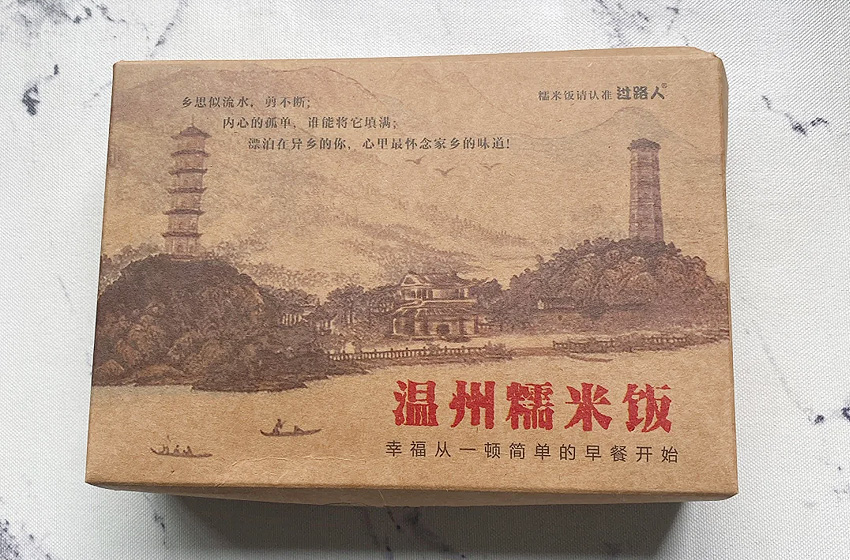 乡思似流水，剪不断；
内心的孤单，谁能将它填满；
漂泊在异乡的你，心里最怀念家乡的味道！
糯米饭请认准 过路人®
温州糯米饭
幸福从一顿简单的早餐开始